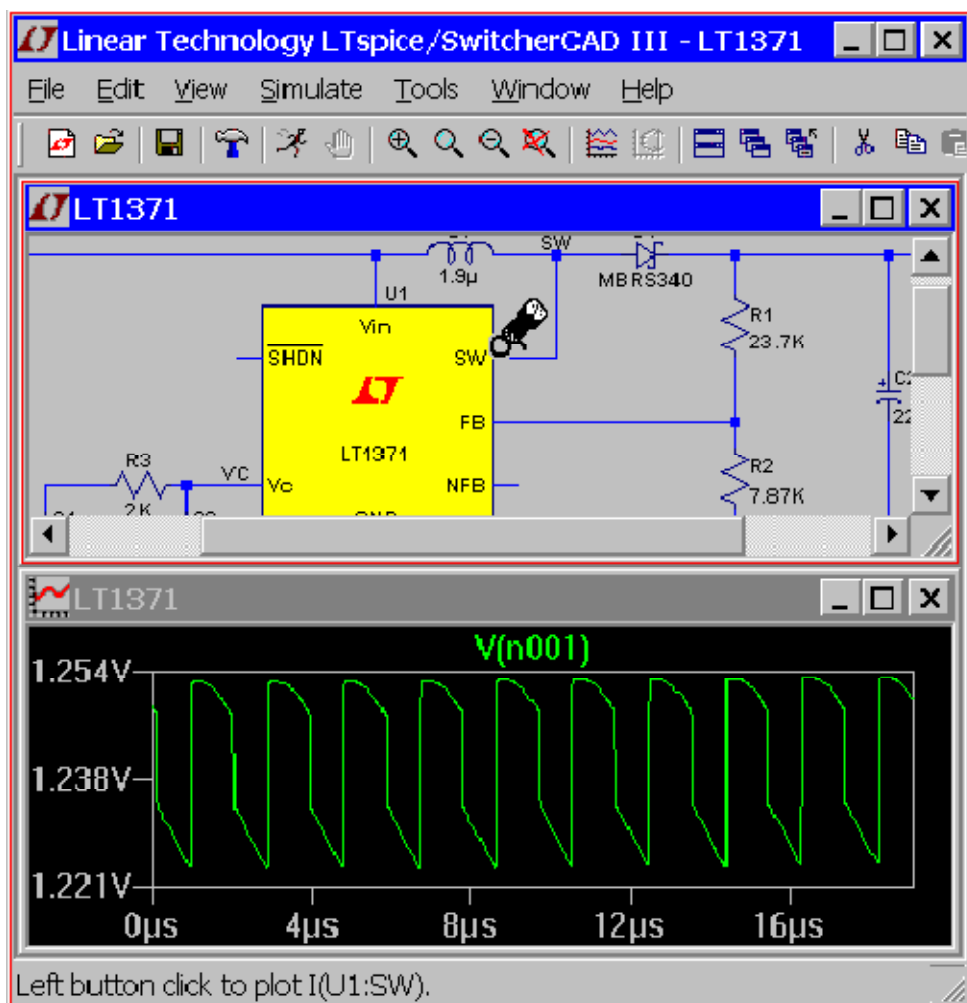 Linear Technology LTspice/SwitcherCAD III - LT1371
File Edit View Simulate Tools Window Help
LT1371
SW
1.9µ
MBRS340
U1
Vin
R1
SHDN
SW
23.7K
FB
22
LT1371
R3
VC
R2
Vc
NFB
7.87K
2K
LT1371
V(n001)
1.254V
1.238V
1.221V
0µs 4µs 8µs 12µs 16µs
Left button click to plot I(U1:SW).